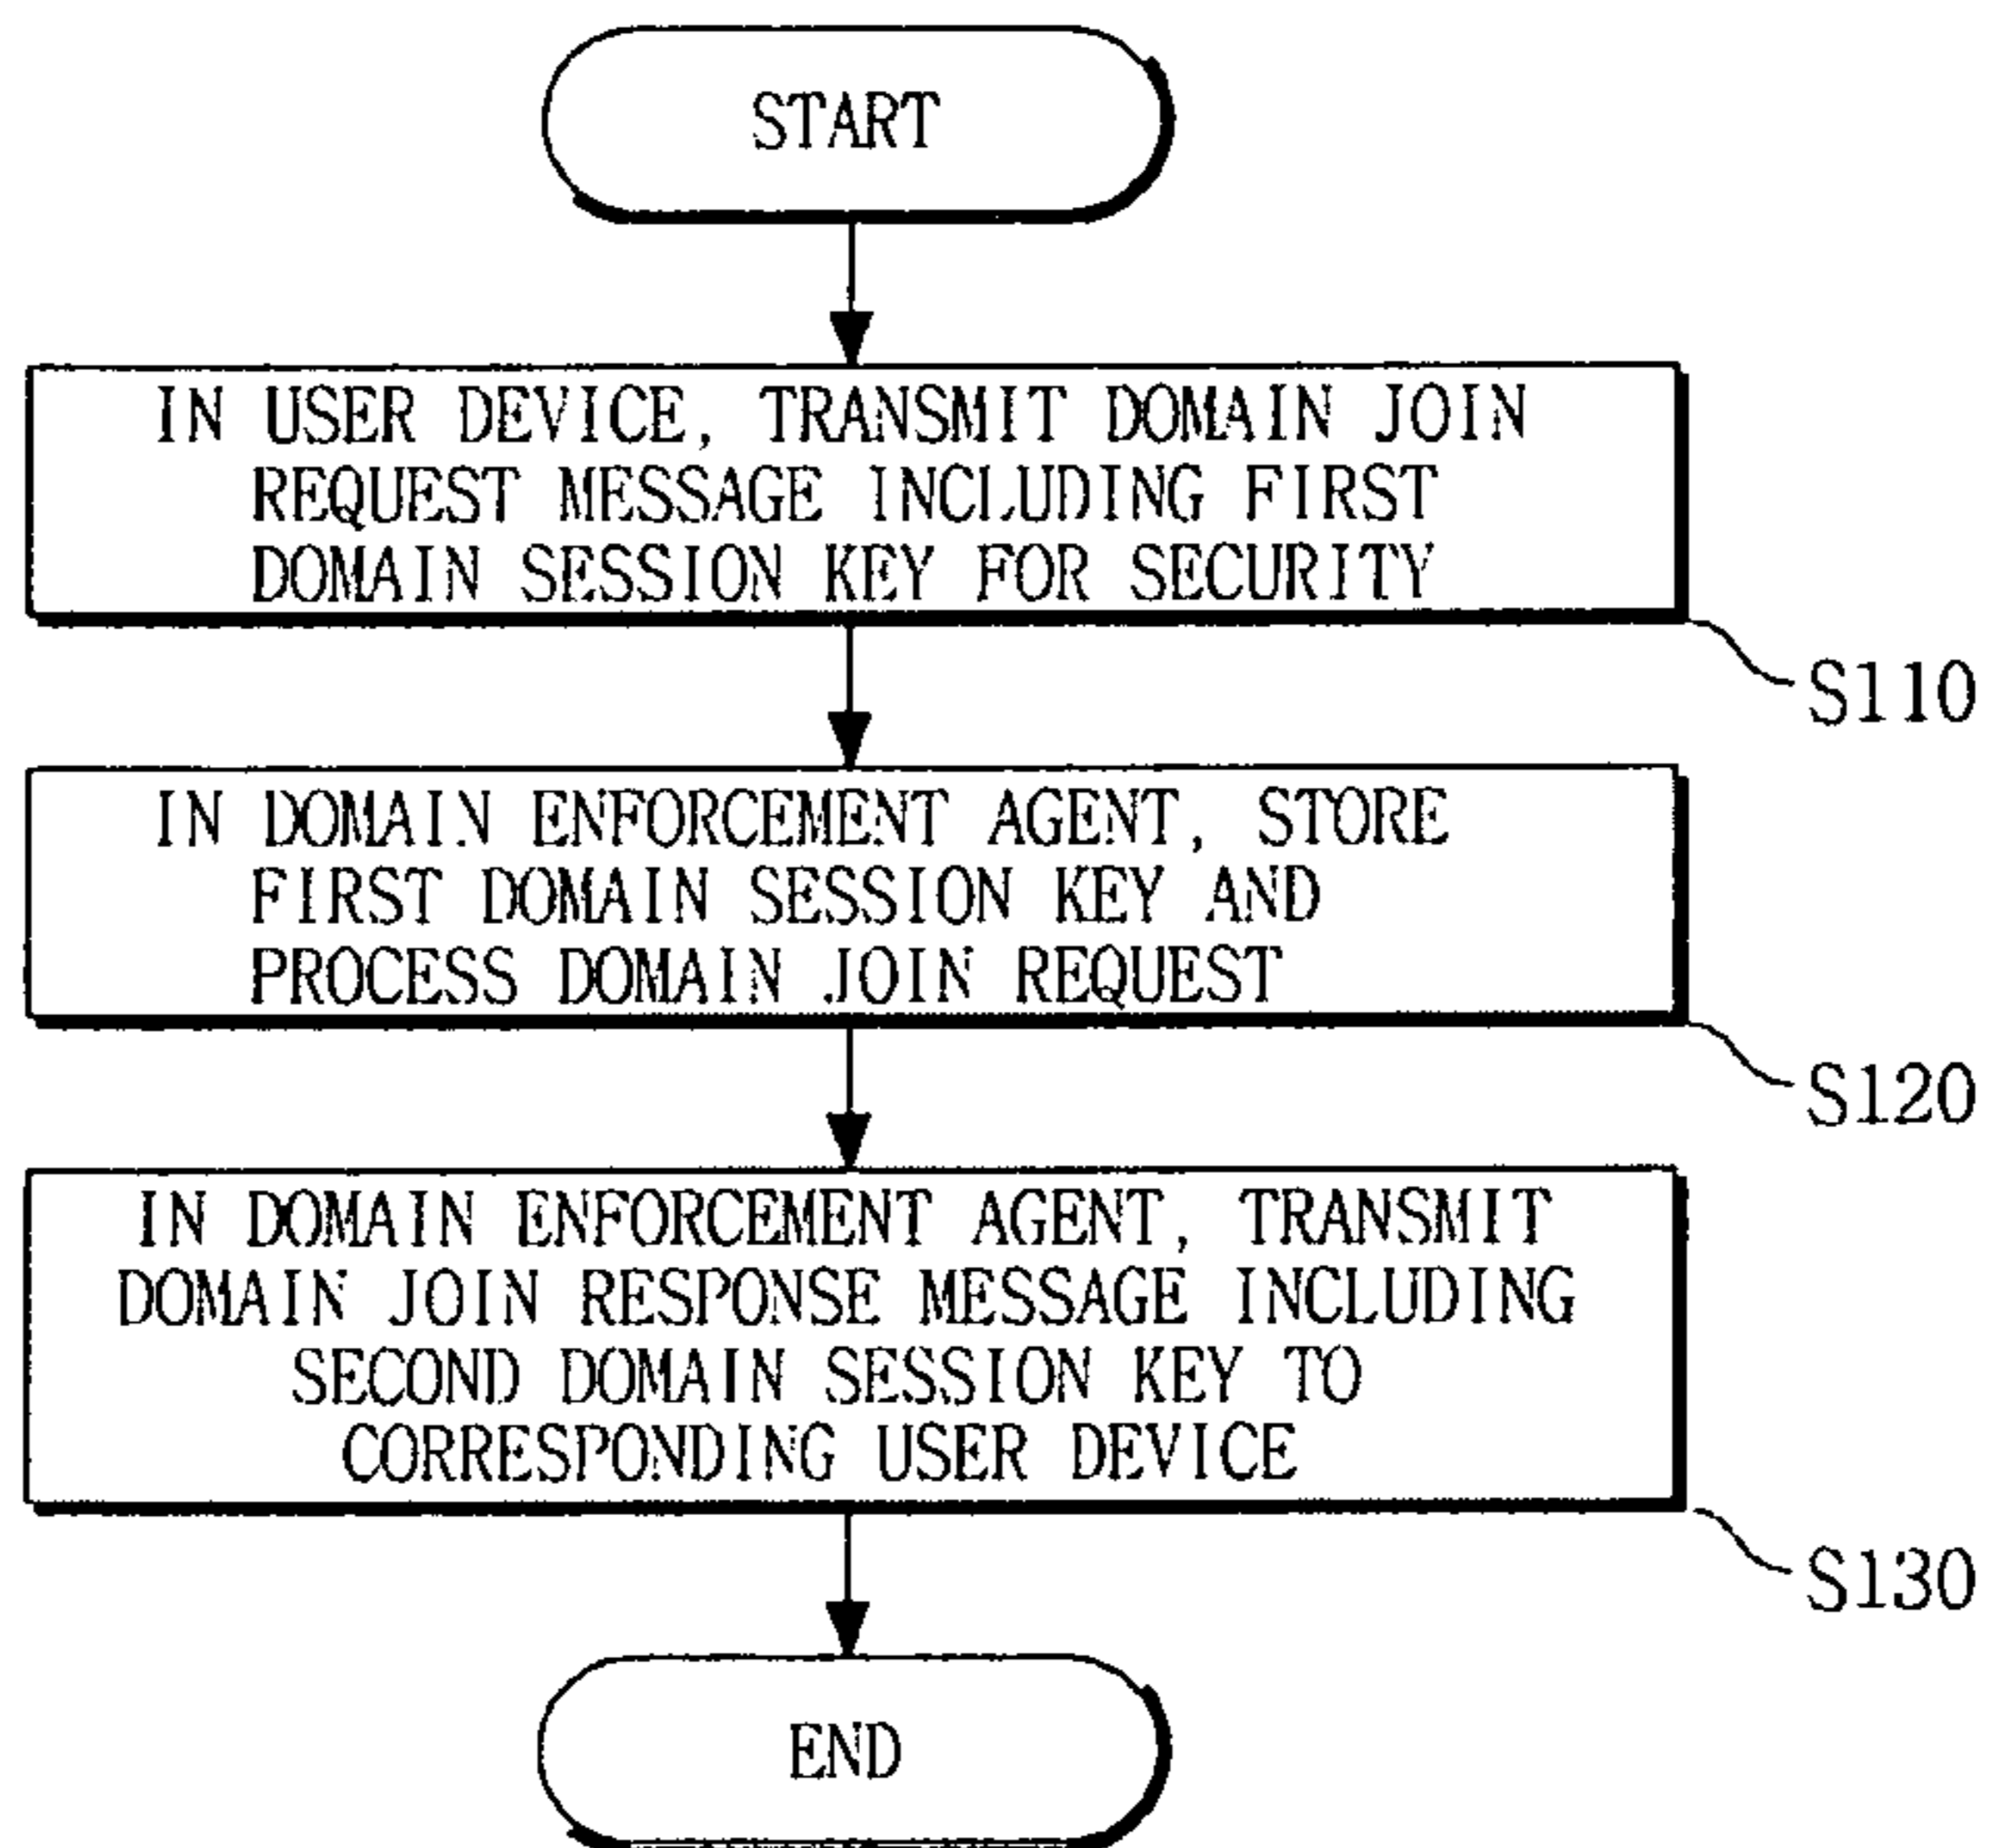 START
IN USER DEVICE, TRANSMIT DOMAIN JOIN
REQUEST MESSAGE INCLUDING FIRST
DOMAIN SESSION KEY FOR SECURITY
S110
IN DOMAIN ENFORCEMENT AGENT, STORE
FIRST DOMAIN SESSION KEY AND
PROCESS DOMAIN JOIN REQUEST
S120
IN DOMAIN ENFORCEMENT AGENT, TRANSMIT
DOMAIN JOIN RESPONSE MESSAGE INCLUDING
SECOND DOMAIN SESSION KEY TO
CORRESPONDING USER DEVICE
S130
END